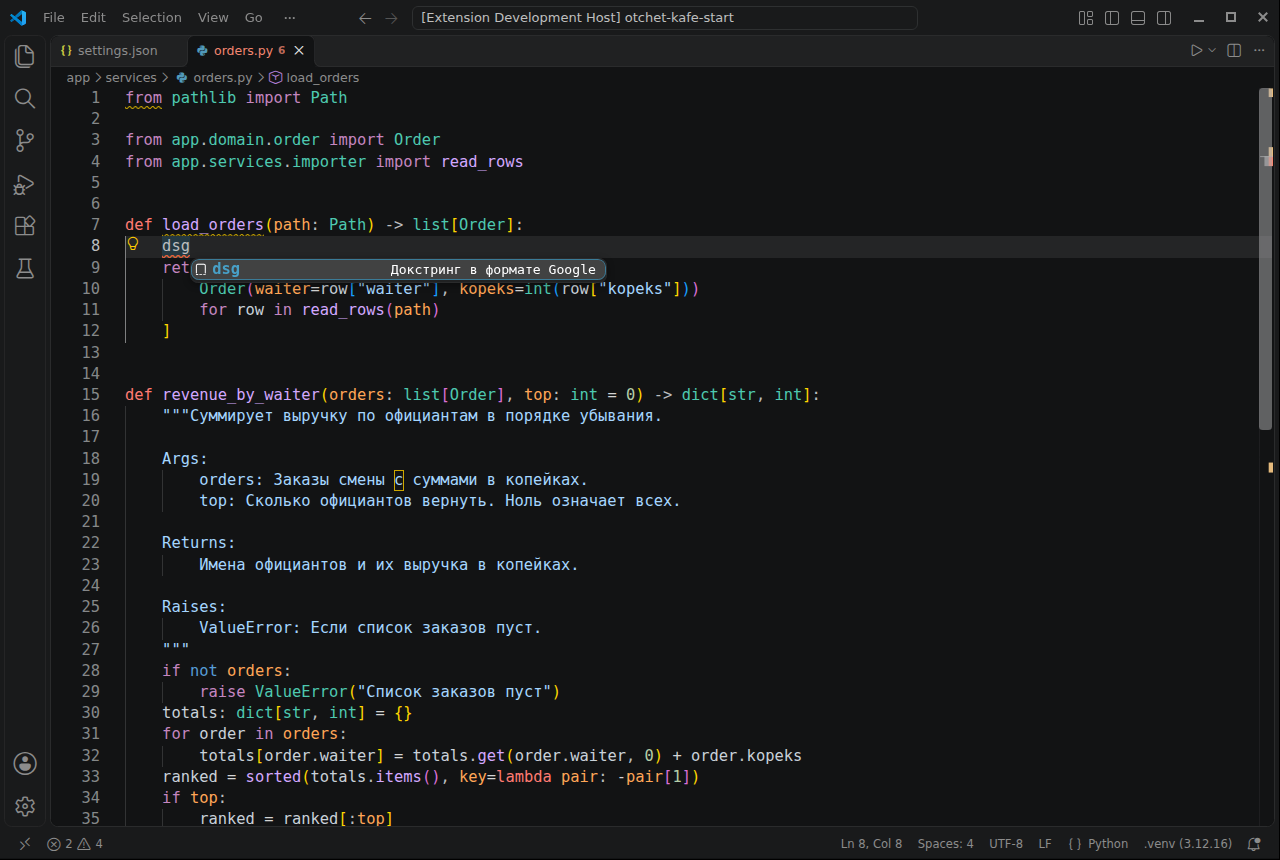 File Edit Selection View Go ··· [Extension Development Host] otchet-kafe-start
{} settings.json orders.py 6
app > services > orders.py > load_orders
1 from pathlib import Path
2
3 from app.domain.order import Order
4 from app.services.importer import read_rows
5
6
7 def load_orders(path: Path) -> list[Order]:
8 dsg
9 ret
dsg Докстринг в формате Google
10 Order(waiter=row["waiter"], kopeks=int(row["kopeks"]))
11 for row in read_rows(path)
12 ]
13
14
15 def revenue_by_waiter(orders: list[Order], top: int = 0) -> dict[str, int]:
16 """Суммирует выручку по официантам в порядке убывания.
17
18 Args:
19 orders: Заказы смены с суммами в копейках.
20 top: Сколько официантов вернуть. Ноль означает всех.
21
22 Returns:
23 Имена официантов и их выручка в копейках.
24
25 Raises:
26 ValueError: Если список заказов пуст.
27 """
28 if not orders:
29 raise ValueError("Список заказов пуст")
30 totals: dict[str, int] = {}
31 for order in orders:
32 totals[order.waiter] = totals.get(order.waiter, 0) + order.kopeks
33 ranked = sorted(totals.items(), key=lambda pair: -pair[1])
34 if top:
35 ranked = ranked[:top]
2 4 Ln 8, Col 8 Spaces: 4 UTF-8 LF { } Python .venv (3.12.16)